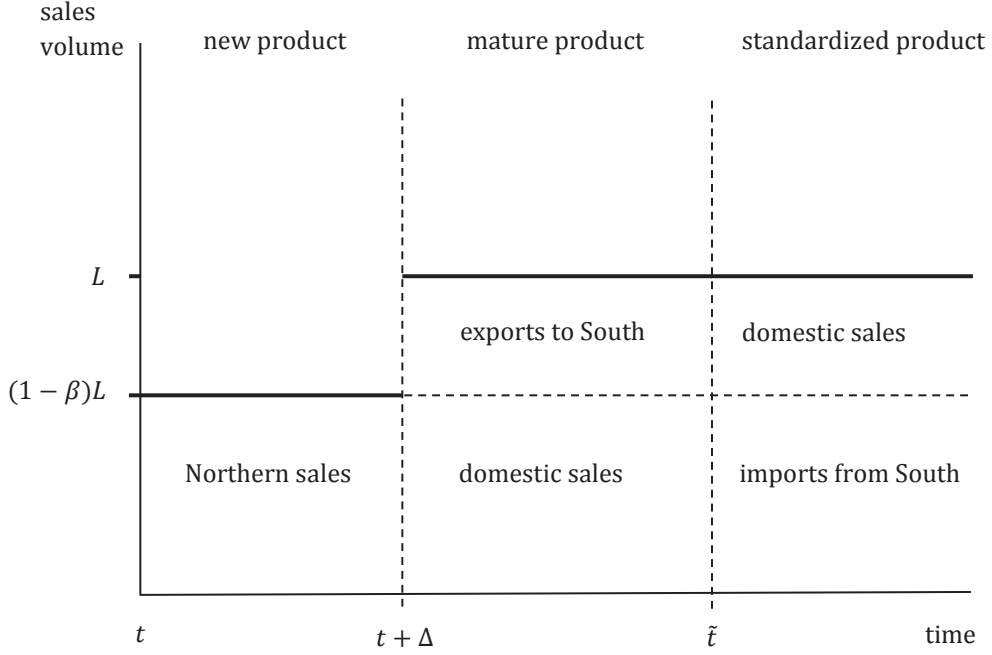 sales
volume
new product
mature product
standardized product
L
exports to South
domestic sales
(1 − β)L
Northern sales
domestic sales
imports from South
t
t + Δ
t̃
time